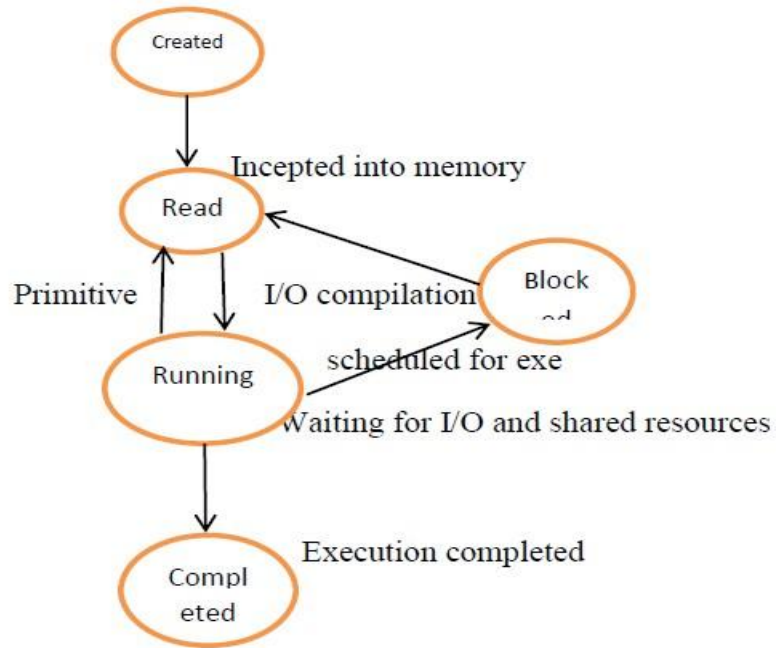 Created
Incepted into memory
Read
Primitive
I/O compilation
Block
ed
scheduled for exe
Running
Waiting for I/O and shared resources
Execution completed
Compl
eted